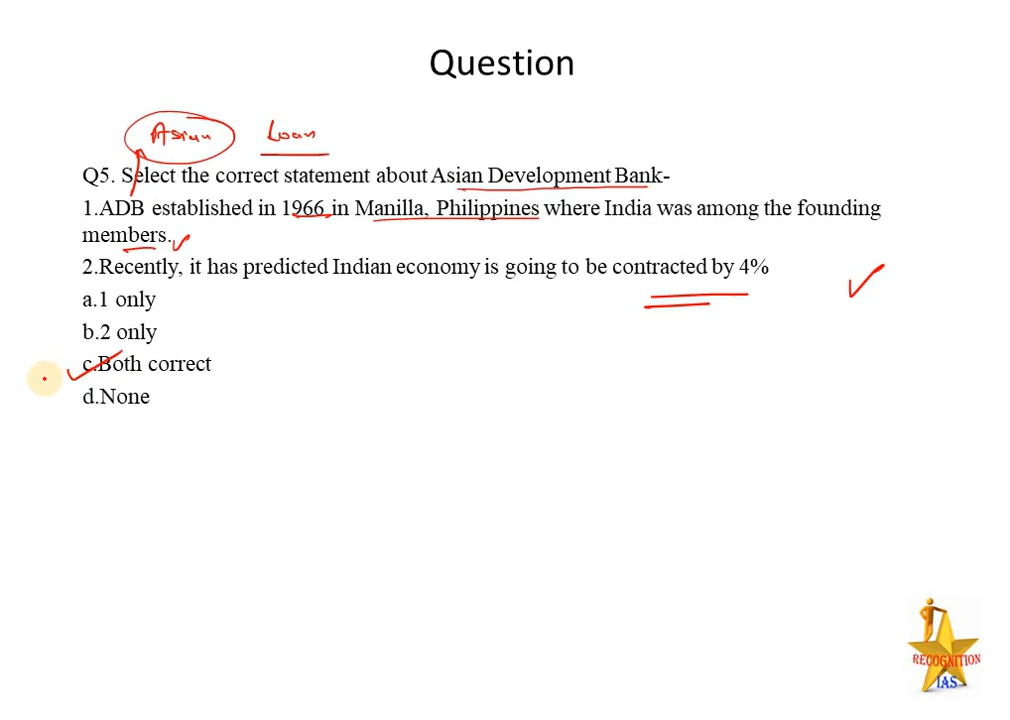 Question
Asian Loan
Q5. Select the correct statement about Asian Development Bank-
1.ADB established in 1966 in Manilla, Philippines where India was among the founding
members.
2.Recently, it has predicted Indian economy is going to be contracted by 4%
a.1 only
b.2 only
c.Both correct
d.None
RECOGNITION
IAS